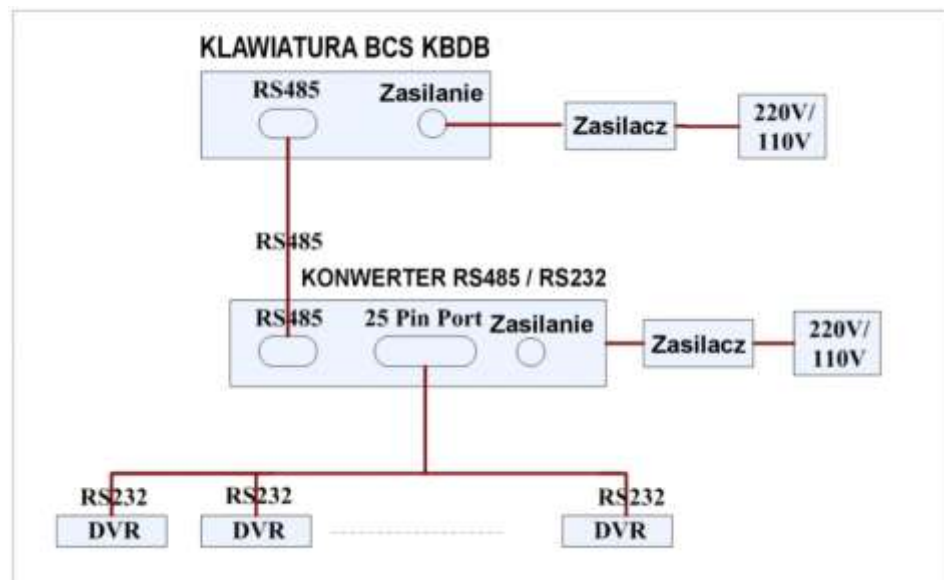 KLAWIATURA BCS KBDB
RS485
Zasilanie
Zasilacz
220V/
110V
RS485
KONWERTER RS485 / RS232
RS485
25 Pin Port
Zasilanie
Zasilacz
220V/
110V
RS232
RS232
RS232
DVR
DVR
DVR